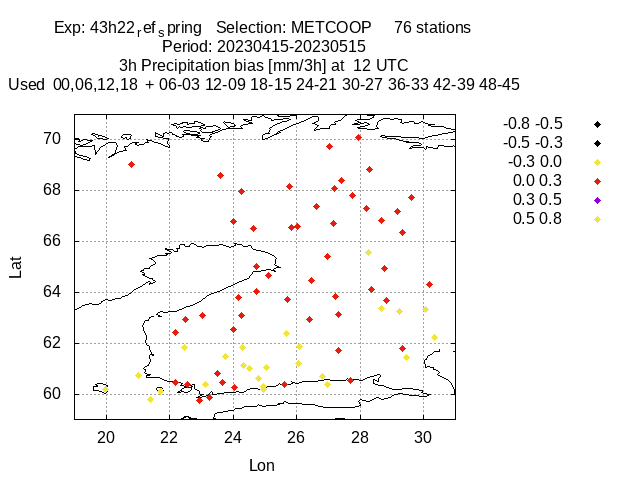 Exp: 43h22refspring   Selection: METCOOP     76 stations
Period: 20230415-20230515
3h Precipitation bias [mm/3h] at  12 UTC
Used  00,06,12,18  + 06-03 12-09 18-15 24-21 30-27 36-33 42-39 48-45
-0.8 -0.5
-0.5 -0.3
-0.3 0.0
0.0 0.3
0.3 0.5
0.5 0.8
70
68
66
64
62
60
Lat
20 22 24 26 28 30
Lon